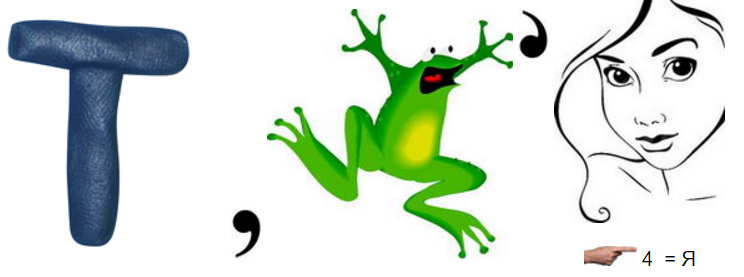 Т , ,
4 = Я